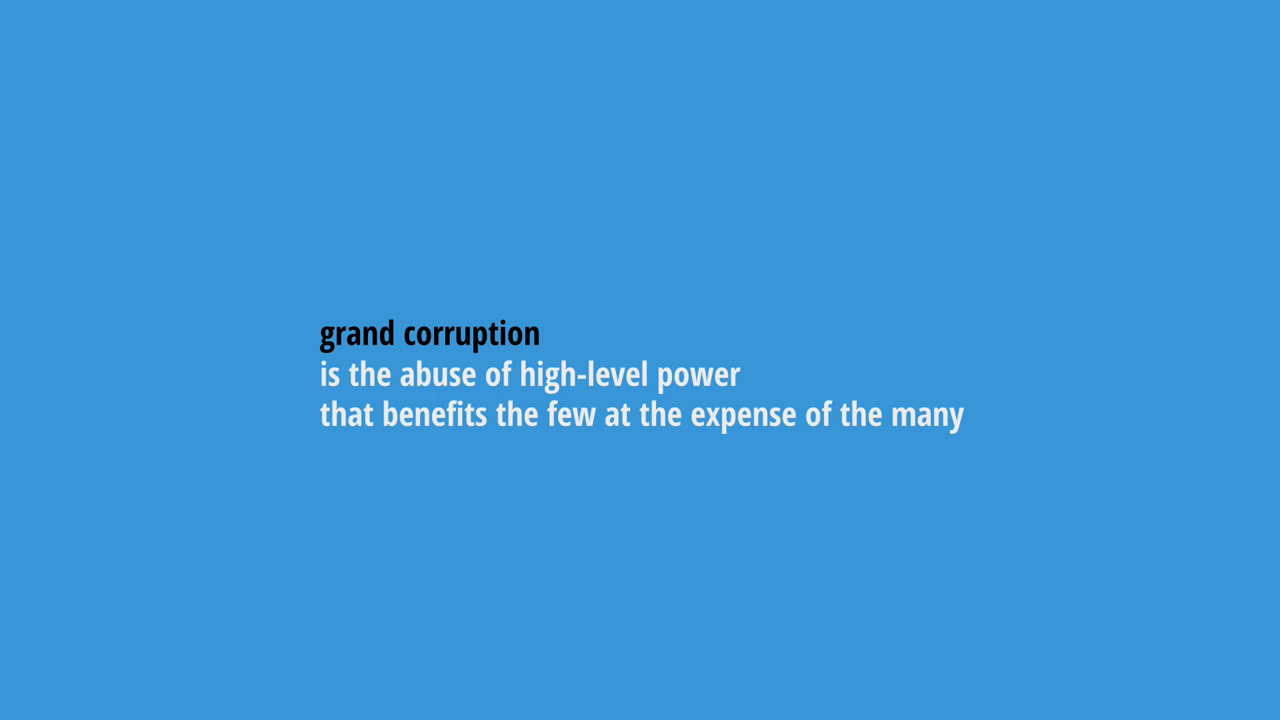 grand corruption
is the abuse of high-level power
that benefits the few at the expense of the many